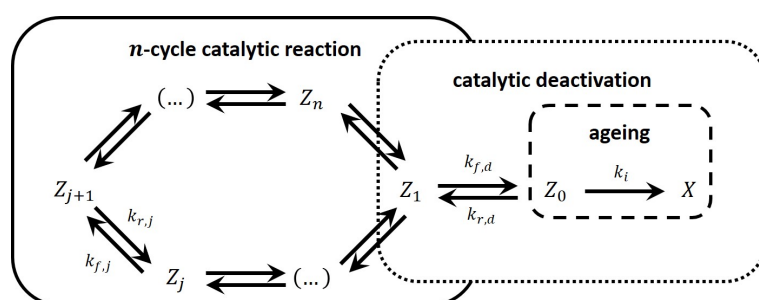 n-cycle catalytic reaction
catalytic deactivation
(...) Z_n
ageing
k_{f,d} k_i
Z_{j+1} Z_1 Z_0 X
k_{r,j} k_{r,d}
k_{f,j}
Z_j (...)